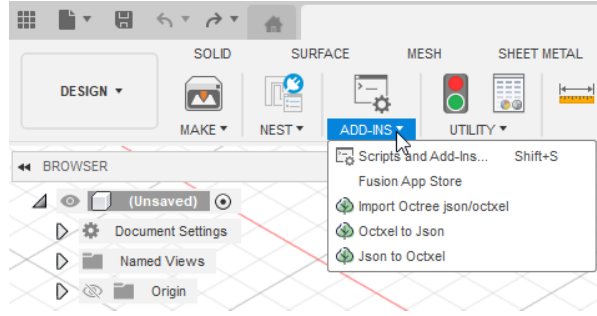 SOLID SURFACE MESH SHEET METAL
DESIGN
MAKE NEST ADD-INS UTILITY
BROWSER
Scripts and Add-Ins... Shift+S
Fusion App Store
Import Octree json/octxel
Octxel to Json
Json to Octxel
(Unsaved)
Document Settings
Named Views
Origin